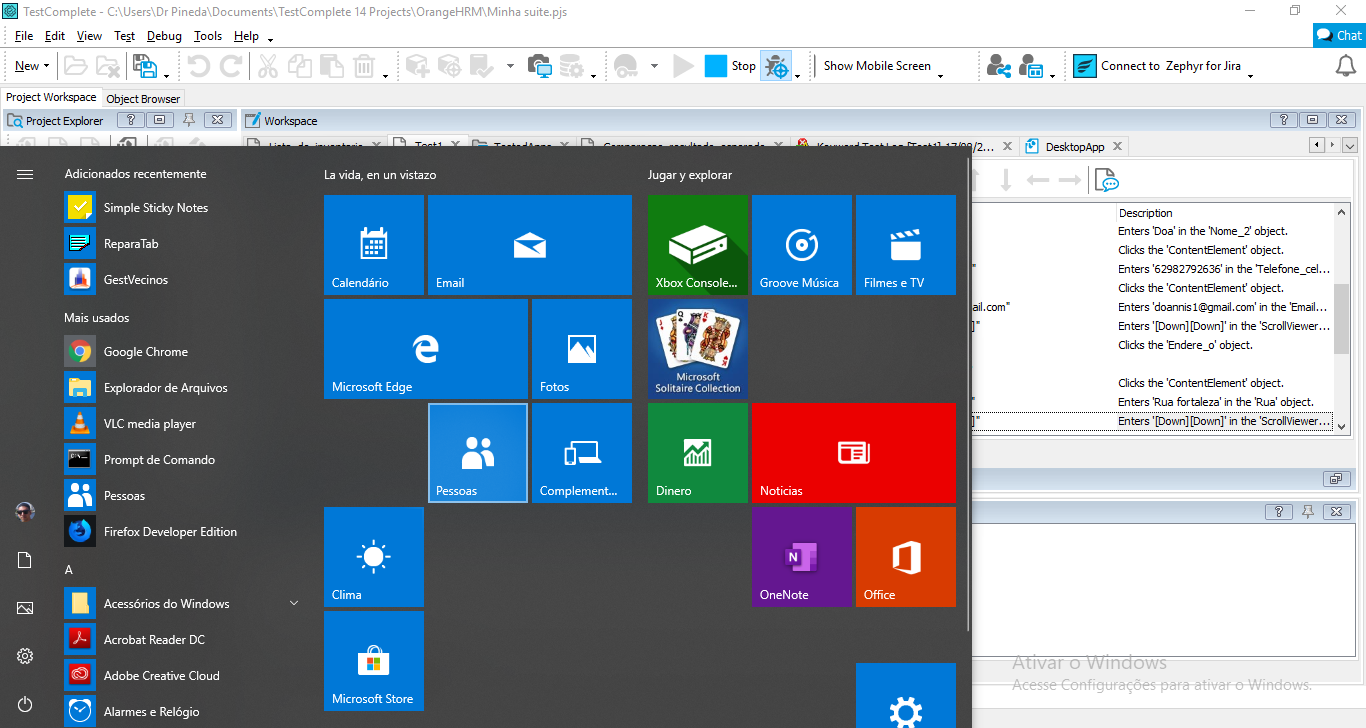 TestComplete - C:\Users\Dr Pineda\Documents\TestComplete 14 Projects\OrangeHRM\Minha suite.pjs
File Edit View Test Debug Tools Help
Chat
New
Stop
Show Mobile Screen
Connect to Zephyr for Jira
Project Workspace Object Browser
Project Explorer
Workspace
Test1
TestedApps
Keyword Test Log [Test1] 17/09/2...
DesktopApp
Adicionados recentemente
Simple Sticky Notes
ReparaTab
GestVecinos
Mais usados
Google Chrome
Explorador de Arquivos
VLC media player
Prompt de Comando
Pessoas
Firefox Developer Edition
A
Acessórios do Windows
Acrobat Reader DC
Adobe Creative Cloud
Alarmes e Relógio
La vida, en un vistazo
Calendário
Email
Microsoft Edge
Fotos
Pessoas
Complement...
Clima
Microsoft Store
Jugar y explorar
Xbox Console...
Groove Música
Filmes e TV
Microsoft
Solitaire Collection
Dinero
Noticias
OneNote
Office
Description
Enters 'Doa' in the 'Nome_2' object.
Clicks the 'ContentElement' object.
" Enters '62982792636' in the 'Telefone_cel...
Clicks the 'ContentElement' object.
ail.com" Enters 'doannis1@gmail.com' in the 'Email...
]" Enters '[Down][Down]' in the 'ScrollViewer...
Clicks the 'Endere_o' object.
Clicks the 'ContentElement' object.
" Enters 'Rua fortaleza' in the 'Rua' object.
]" Enters '[Down][Down]' in the 'ScrollViewer...
Ativar o Windows
Acesse Configurações para ativar o Windows.